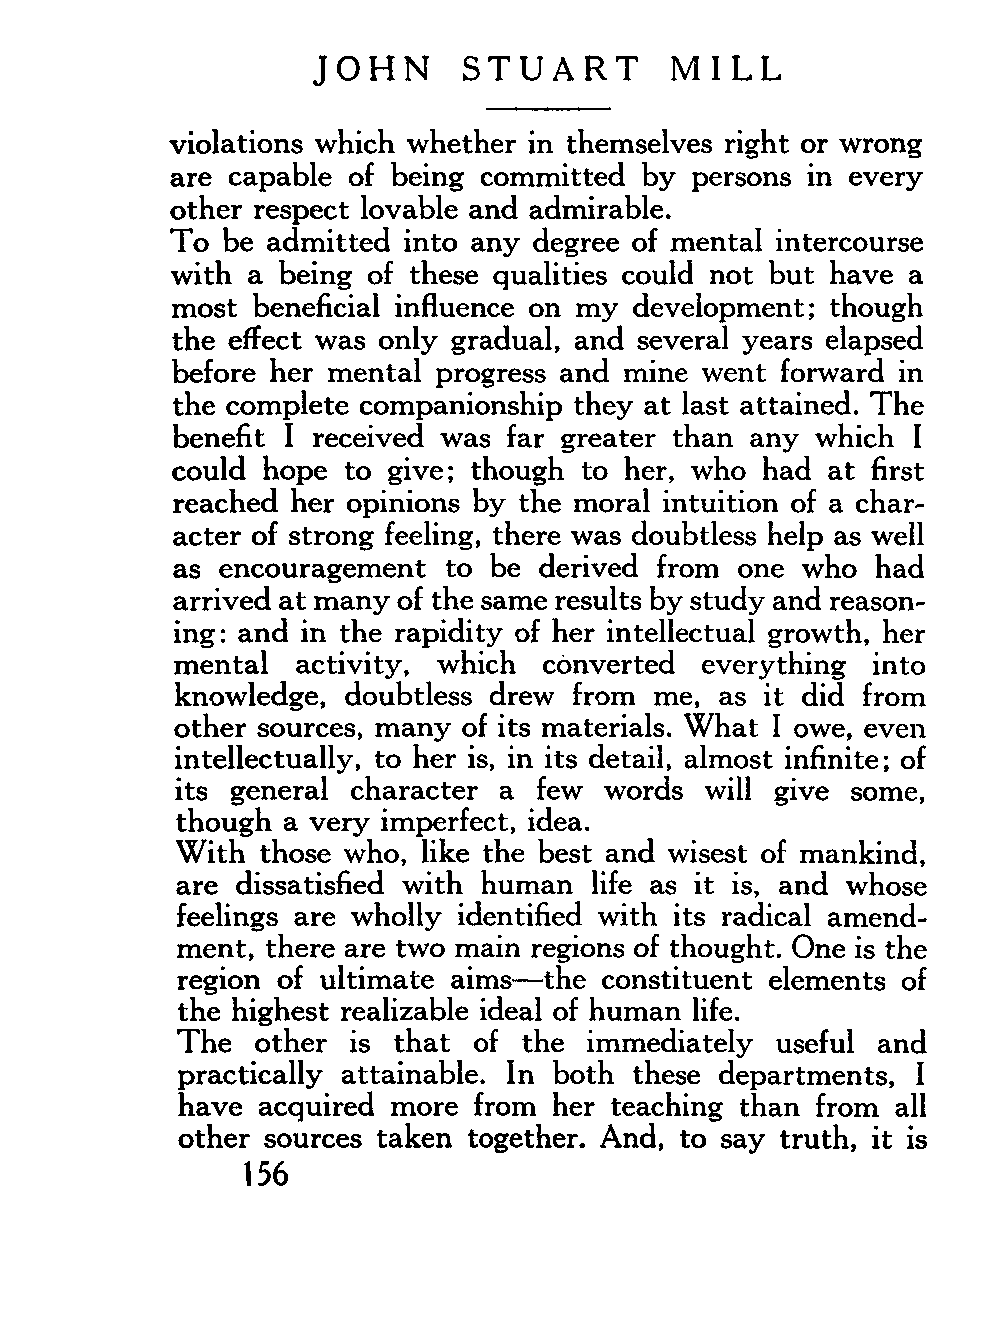 JOHN STUART MILL
violations which whether in themselves right or wrong
are capable of being committed by persons in every
other respect lovable and admirable.
To be admitted into any degree of mental intercourse
with a being of these qualities could not but have a
most beneficial influence on my development; though
the effect was only gradual, and several years elapsed
before her mental progress and mine went forward in
the complete companionship they at last attained. The
benefit I received was far greater than any which I
could hope to give; though to her, who had at first
reached her opinions by the moral intuition of a char-
acter of strong feeling, there was doubtless help as well
as encouragement to be derived from one who had
arrived at many of the same results by study and reason-
ing: and in the rapidity of her intellectual growth, her
mental activity, which converted everything into
knowledge, doubtless drew from me, as it did from
other sources, many of its materials. What I owe, even
intellectually, to her is, in its detail, almost infinite; of
its general character a few words will give some,
though a very imperfect, idea.
With those who, like the best and wisest of mankind,
are dissatisfied with human life as it is, and whose
feelings are wholly identified with its radical amend-
ment, there are two main regions of thought. One is the
region of ultimate aims—the constituent elements of
the highest realizable ideal of human life.
The other is that of the immediately useful and
practically attainable. In both these departments, I
have acquired more from her teaching than from all
other sources taken together. And, to say truth, it is
156